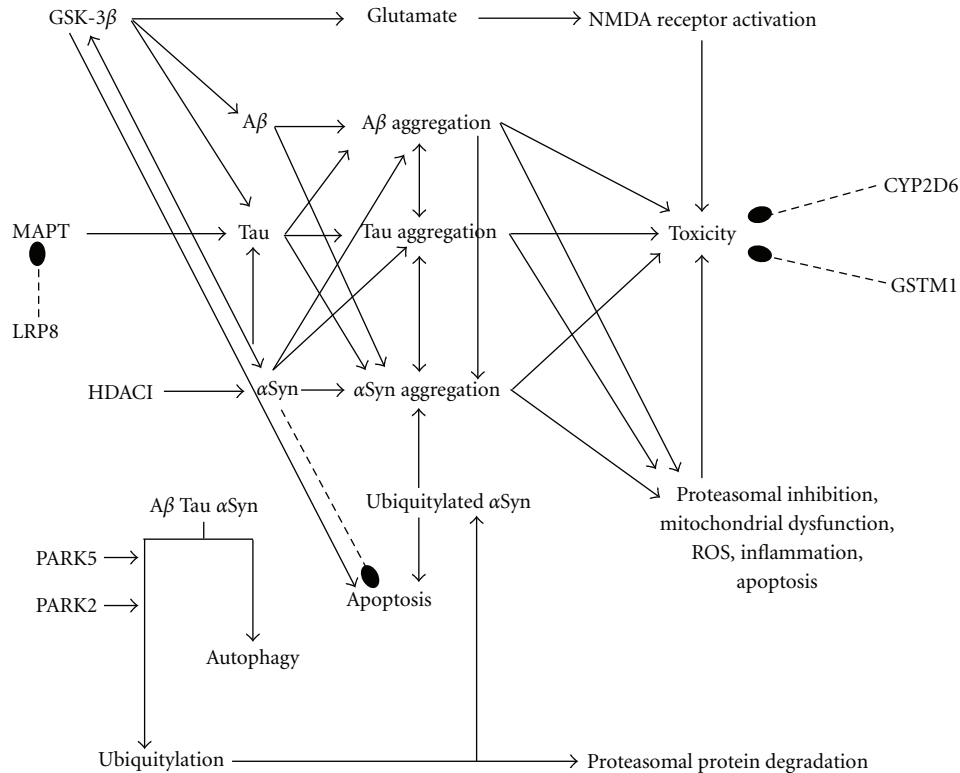 GSK-3β
Glutamate
NMDA receptor activation
Aβ
Aβ aggregation
CYP2D6
MAPT
Tau
Tau aggregation
Toxicity
GSTM1
LRP8
HDACI
αSyn
αSyn aggregation
Aβ Tau αSyn
Ubiquitylated αSyn
Proteasomal inhibition,
mitochondrial dysfunction,
ROS, inflammation,
apoptosis
PARK5
PARK2
Apoptosis
Autophagy
Ubiquitylation
Proteasomal protein degradation